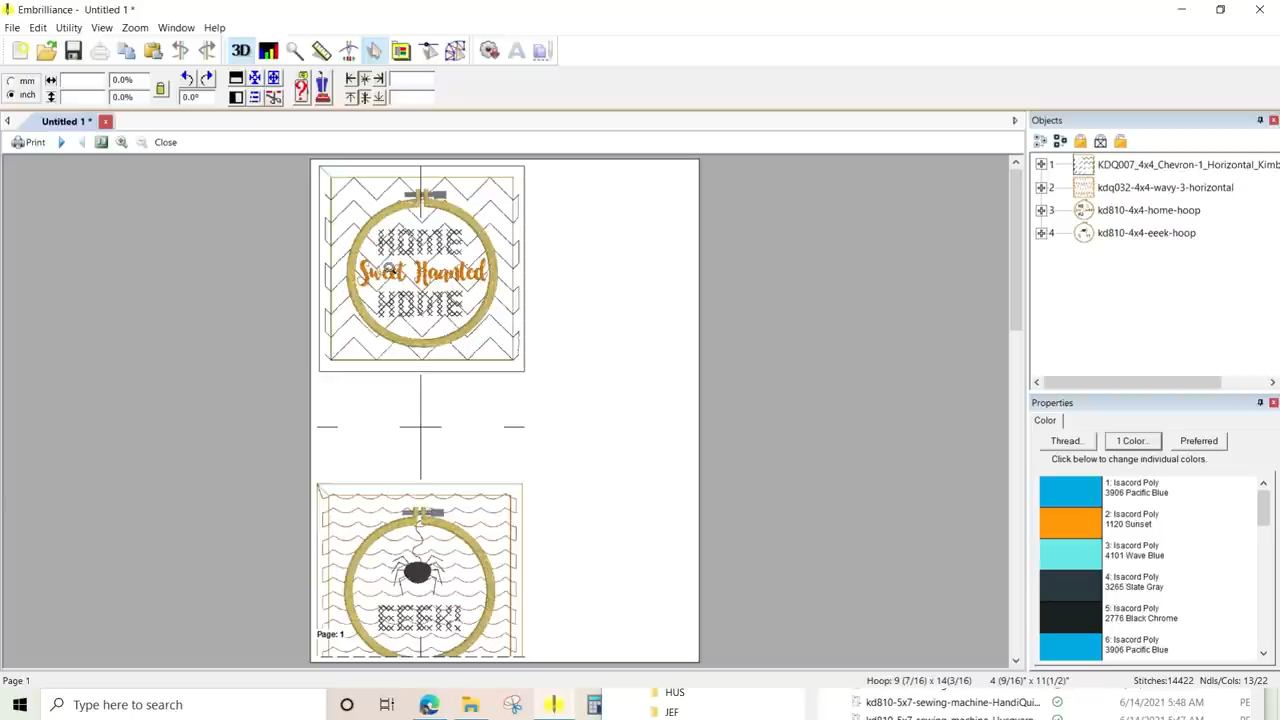 Embrilliance - Untitled 1 *
File Edit Utility View Zoom Window Help
3D
mm 0.0%
inch 0.0% 0.0°
Untitled 1 *
Print Close
HOME
Sweet Haunted
HOME
EEEK!
Page: 1
Objects
1 KDQ007_4x4_Chevron-1_Horizontal_Kimb
2 kdq032-4x4-wavy-3-horizontal
3 kd810-4x4-home-hoop
4 kd810-4x4-eeek-hoop
Properties
Color
Thread.. 1 Color.. Preferred
Click below to change individual colors.
1: Isacord Poly
3906 Pacific Blue
2: Isacord Poly
1120 Sunset
3: Isacord Poly
4101 Wave Blue
4: Isacord Poly
3265 Slate Gray
5: Isacord Poly
2776 Black Chrome
6: Isacord Poly
3906 Pacific Blue
Page 1 Hoop: 9 (7/16) x 14(3/16) 4 (9/16)" x 11(1/2)" Stitches:14422 Ndls/Cols: 13/22
Type here to search
HUS
JEF
kd810-5x7-sewing-machine-HandiQui... 6/14/2021 5:48 AM PE